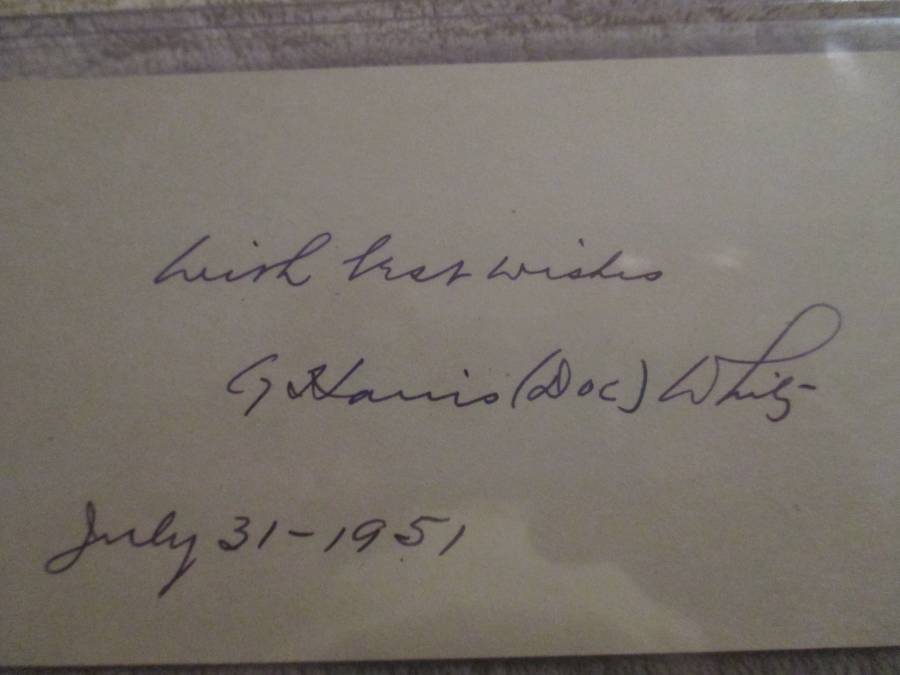 With best wishes
G Harris (Doc) White
July 31-1951